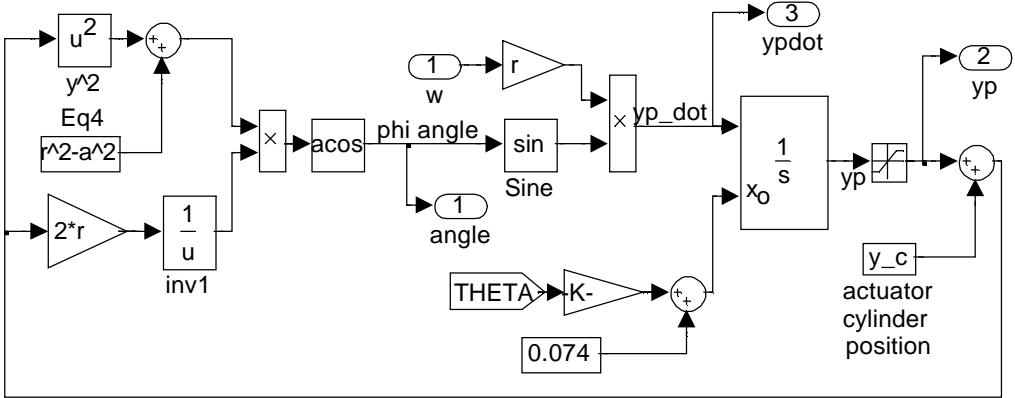 u²
y^2
+
+
Eq4
r^2-a^2
2*r
1
u
inv1
×
acos
phi angle
1
angle
1
w
r
sin
Sine
×
yp_dot
3
ypdot
1
s
xo
THETA
-K-
+
+
0.074
yp
2
yp
+
+
y_c
actuator
cylinder
position